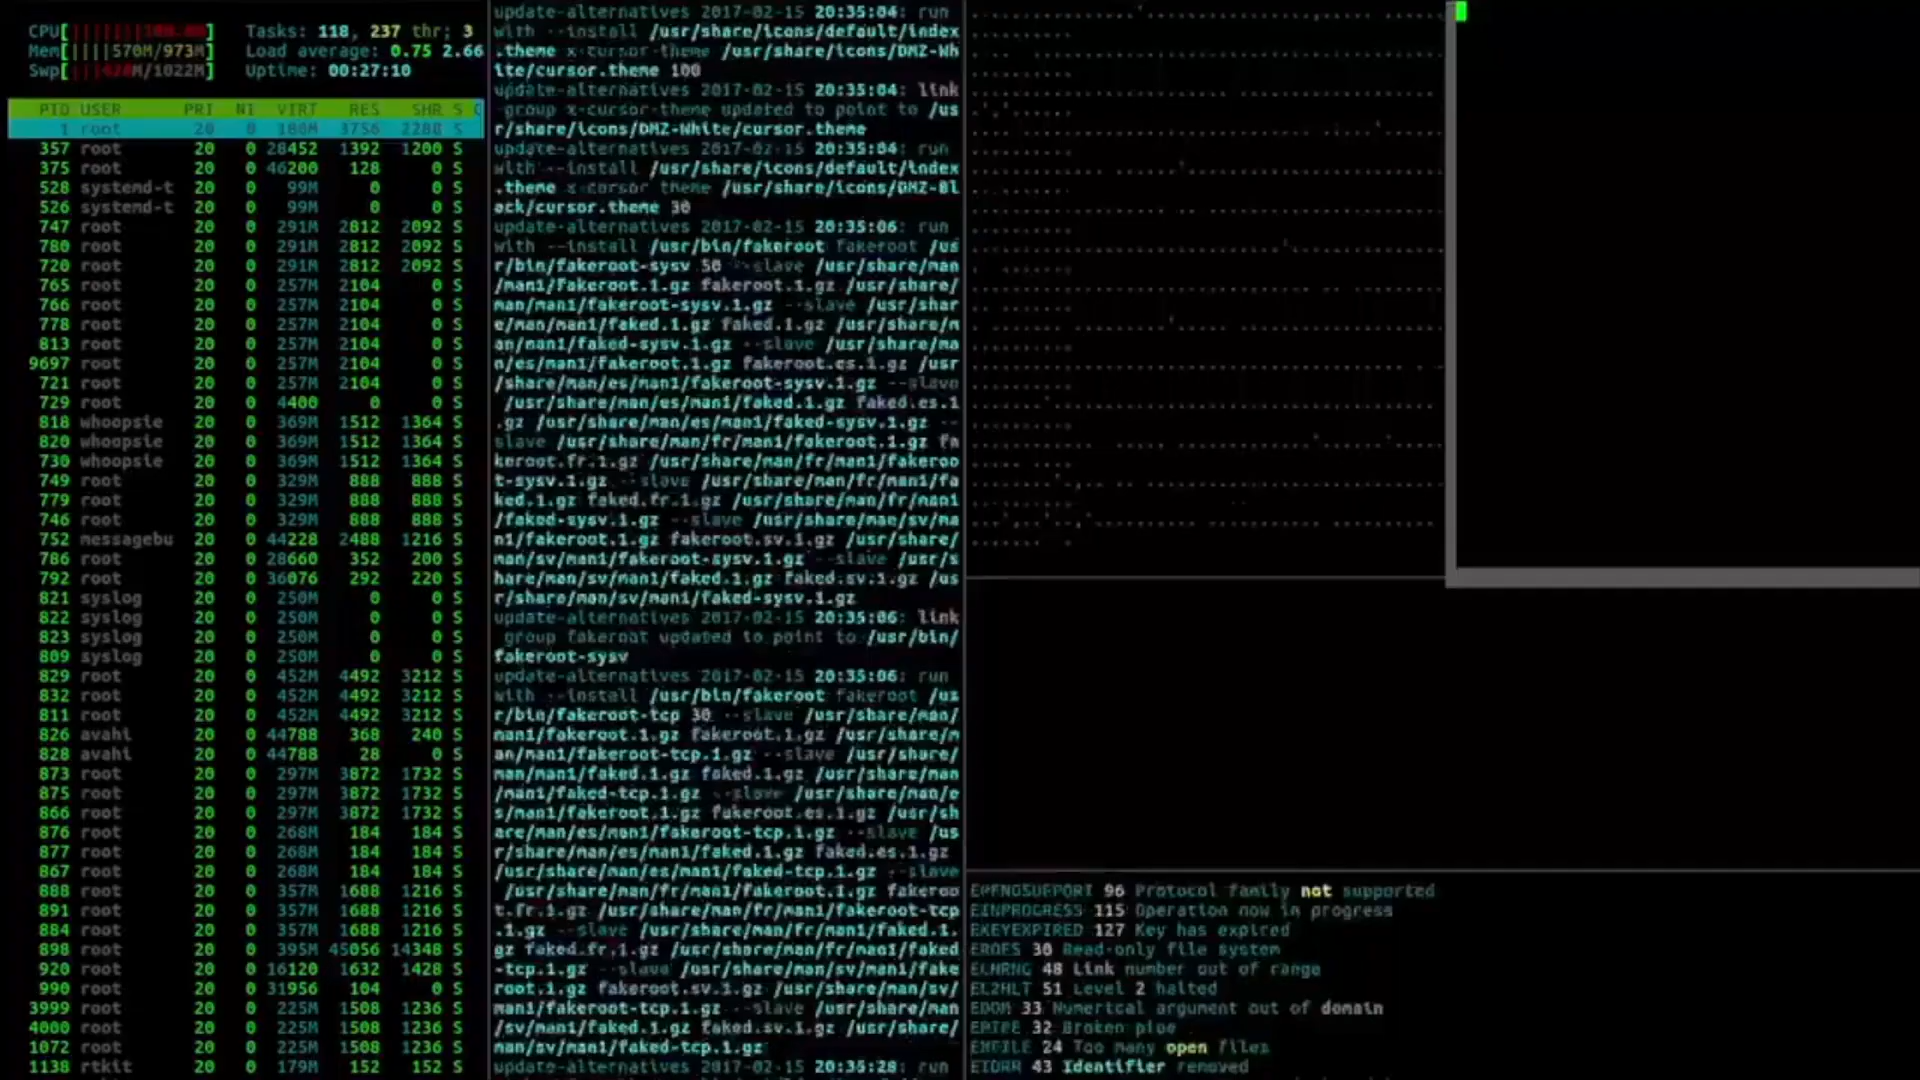 CPU[||||||||100.0%] Tasks: 118, 237 thr; 3
Mem[||||570M/973M] Load average: 0.75 2.66
Swp[|||420M/1022M] Uptime: 00:27:10
PID USER PRI NI VIRT RES SHR S C
1 root 20 0 180M 3756 2280 S
357 root 20 0 28452 1392 1200 S
375 root 20 0 46200 128 0 S
528 systemd-t 20 0 99M 0 0 S
526 systemd-t 20 0 99M 0 0 S
747 root 20 0 291M 2812 2092 S
780 root 20 0 291M 2812 2092 S
720 root 20 0 291M 2812 2092 S
765 root 20 0 257M 2104 0 S
766 root 20 0 257M 2104 0 S
778 root 20 0 257M 2104 0 S
813 root 20 0 257M 2104 0 S
9697 root 20 0 257M 2104 0 S
721 root 20 0 257M 2104 0 S
729 root 20 0 4400 0 0 S
818 whoopsie 20 0 369M 1512 1364 S
820 whoopsie 20 0 369M 1512 1364 S
730 whoopsie 20 0 369M 1512 1364 S
749 root 20 0 329M 888 888 S
779 root 20 0 329M 888 888 S
746 root 20 0 329M 888 888 S
752 messagebu 20 0 44228 2488 1216 S
786 root 20 0 28660 352 200 S
792 root 20 0 36076 292 220 S
821 syslog 20 0 250M 0 0 S
822 syslog 20 0 250M 0 0 S
823 syslog 20 0 250M 0 0 S
809 syslog 20 0 250M 0 0 S
829 root 20 0 452M 4492 3212 S
832 root 20 0 452M 4492 3212 S
811 root 20 0 452M 4492 3212 S
826 avahi 20 0 44788 368 240 S
828 avahi 20 0 44788 28 0 S
873 root 20 0 297M 3872 1732 S
875 root 20 0 297M 3872 1732 S
866 root 20 0 297M 3872 1732 S
876 root 20 0 268M 184 184 S
877 root 20 0 268M 184 184 S
867 root 20 0 268M 184 184 S
888 root 20 0 357M 1688 1216 S
891 root 20 0 357M 1688 1216 S
884 root 20 0 357M 1688 1216 S
898 root 20 0 395M 45056 14348 S
920 root 20 0 16120 1632 1428 S
990 root 20 0 31956 104 0 S
3999 root 20 0 225M 1508 1236 S
4000 root 20 0 225M 1508 1236 S
1072 root 20 0 225M 1508 1236 S
1138 rtkit 20 0 179M 152 152 S
update-alternatives 2017-02-15 20:35:04: run
with --install /usr/share/icons/default/index
.theme x-cursor-theme /usr/share/icons/DMZ-Wh
ite/cursor.theme 100
update-alternatives 2017-02-15 20:35:04: link
group x-cursor-theme updated to point to /us
r/share/icons/DMZ-White/cursor.theme
update-alternatives 2017-02-15 20:35:04: run
with --install /usr/share/icons/default/index
.theme x-cursor-theme /usr/share/icons/DMZ-Bl
ack/cursor.theme 30
update-alternatives 2017-02-15 20:35:06: run
with --install /usr/bin/fakeroot fakeroot /us
r/bin/fakeroot-sysv 50 --slave /usr/share/man
/man1/fakeroot.1.gz fakeroot.1.gz /usr/share/
man/man1/fakeroot-sysv.1.gz --slave /usr/shar
e/man/man1/faked.1.gz faked.1.gz /usr/share/m
an/man1/faked-sysv.1.gz --slave /usr/share/ma
n/es/man1/fakeroot.1.gz fakeroot.es.1.gz /usr
/share/man/es/man1/fakeroot-sysv.1.gz --slave
/usr/share/man/es/man1/faked.1.gz faked.es.1
.gz /usr/share/man/es/man1/faked-sysv.1.gz --
slave /usr/share/man/fr/man1/fakeroot.1.gz fa
keroot.fr.1.gz /usr/share/man/fr/man1/fakeroo
t-sysv.1.gz --slave /usr/share/man/fr/man1/fa
ked.1.gz faked.fr.1.gz /usr/share/man/fr/man1
/faked-sysv.1.gz --slave /usr/share/man/sv/ma
n1/fakeroot.1.gz fakeroot.sv.1.gz /usr/share/
man/sv/man1/fakeroot-sysv.1.gz --slave /usr/s
hare/man/sv/man1/faked.1.gz faked.sv.1.gz /us
r/share/man/sv/man1/faked-sysv.1.gz
update-alternatives 2017-02-15 20:35:06: link
group fakeroot updated to point to /usr/bin/
fakeroot-sysv
update-alternatives 2017-02-15 20:35:06: run
with --install /usr/bin/fakeroot fakeroot /us
r/bin/fakeroot-tcp 30 --slave /usr/share/man/
man1/fakeroot.1.gz fakeroot.1.gz /usr/share/m
an/man1/fakeroot-tcp.1.gz --slave /usr/share/
man/man1/faked.1.gz faked.1.gz /usr/share/man
/man1/faked-tcp.1.gz --slave /usr/share/man/e
s/man1/fakeroot.1.gz fakeroot.es.1.gz /usr/sh
are/man/es/man1/fakeroot-tcp.1.gz --slave /us
r/share/man/es/man1/faked.1.gz faked.es.1.gz
/usr/share/man/es/man1/faked-tcp.1.gz --slave
/usr/share/man/fr/man1/fakeroot.1.gz fakeroo
t.fr.1.gz /usr/share/man/fr/man1/fakeroot-tcp
.1.gz --slave /usr/share/man/fr/man1/faked.1.
gz faked.fr.1.gz /usr/share/man/fr/man1/faked
-tcp.1.gz --slave /usr/share/man/sv/man1/fake
root.1.gz fakeroot.sv.1.gz /usr/share/man/sv/
man1/fakeroot-tcp.1.gz --slave /usr/share/man
/sv/man1/faked.1.gz faked.sv.1.gz /usr/share/
man/sv/man1/faked-tcp.1.gz
update-alternatives 2017-02-15 20:35:28: run
EPFNOSUPPORT 96 Protocol family not supported
EINPROGRESS 115 Operation now in progress
EKEYEXPIRED 127 Key has expired
EROFS 30 Read-only file system
ELNRNG 48 Link number out of range
EL2HLT 51 Level 2 halted
EDOM 33 Numerical argument out of domain
EPIPE 32 Broken pipe
EMFILE 24 Too many open files
EIDRM 43 Identifier removed